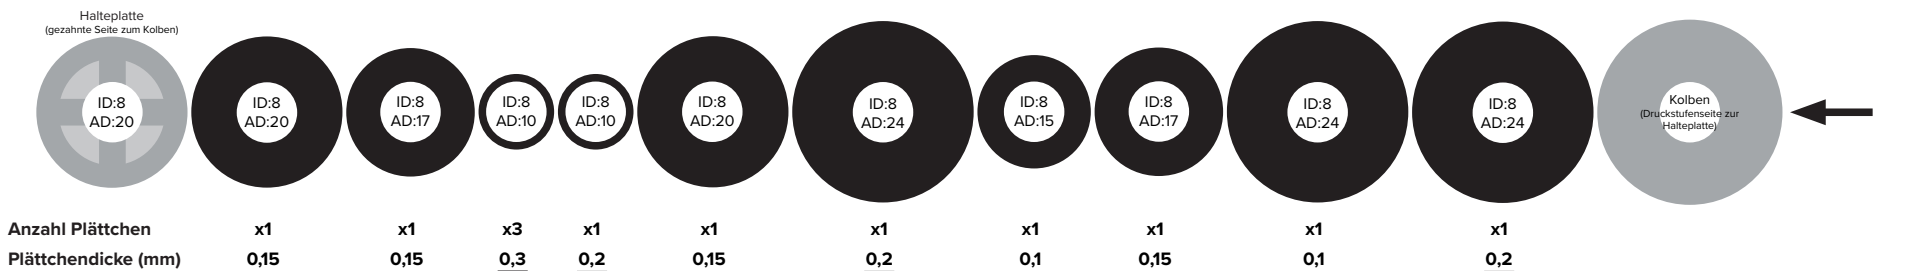 Halteplatte
(gezahnte Seite zum Kolben)
ID:8 ID:8 ID:8 ID:8 ID:8 ID:8 ID:8 ID:8 ID:8 ID:8 ID:8 Kolben
AD:20 AD:20 AD:17 AD:10 AD:10 AD:20 AD:24 AD:15 AD:17 AD:24 AD:24 (Druckstufenseite zur
Halteplatte)
Anzahl Plättchen x1 x1 x3 x1 x1 x1 x1 x1 x1 x1
Plättchendicke (mm) 0,15 0,15 0,3 0,2 0,15 0,2 0,1 0,15 0,1 0,2